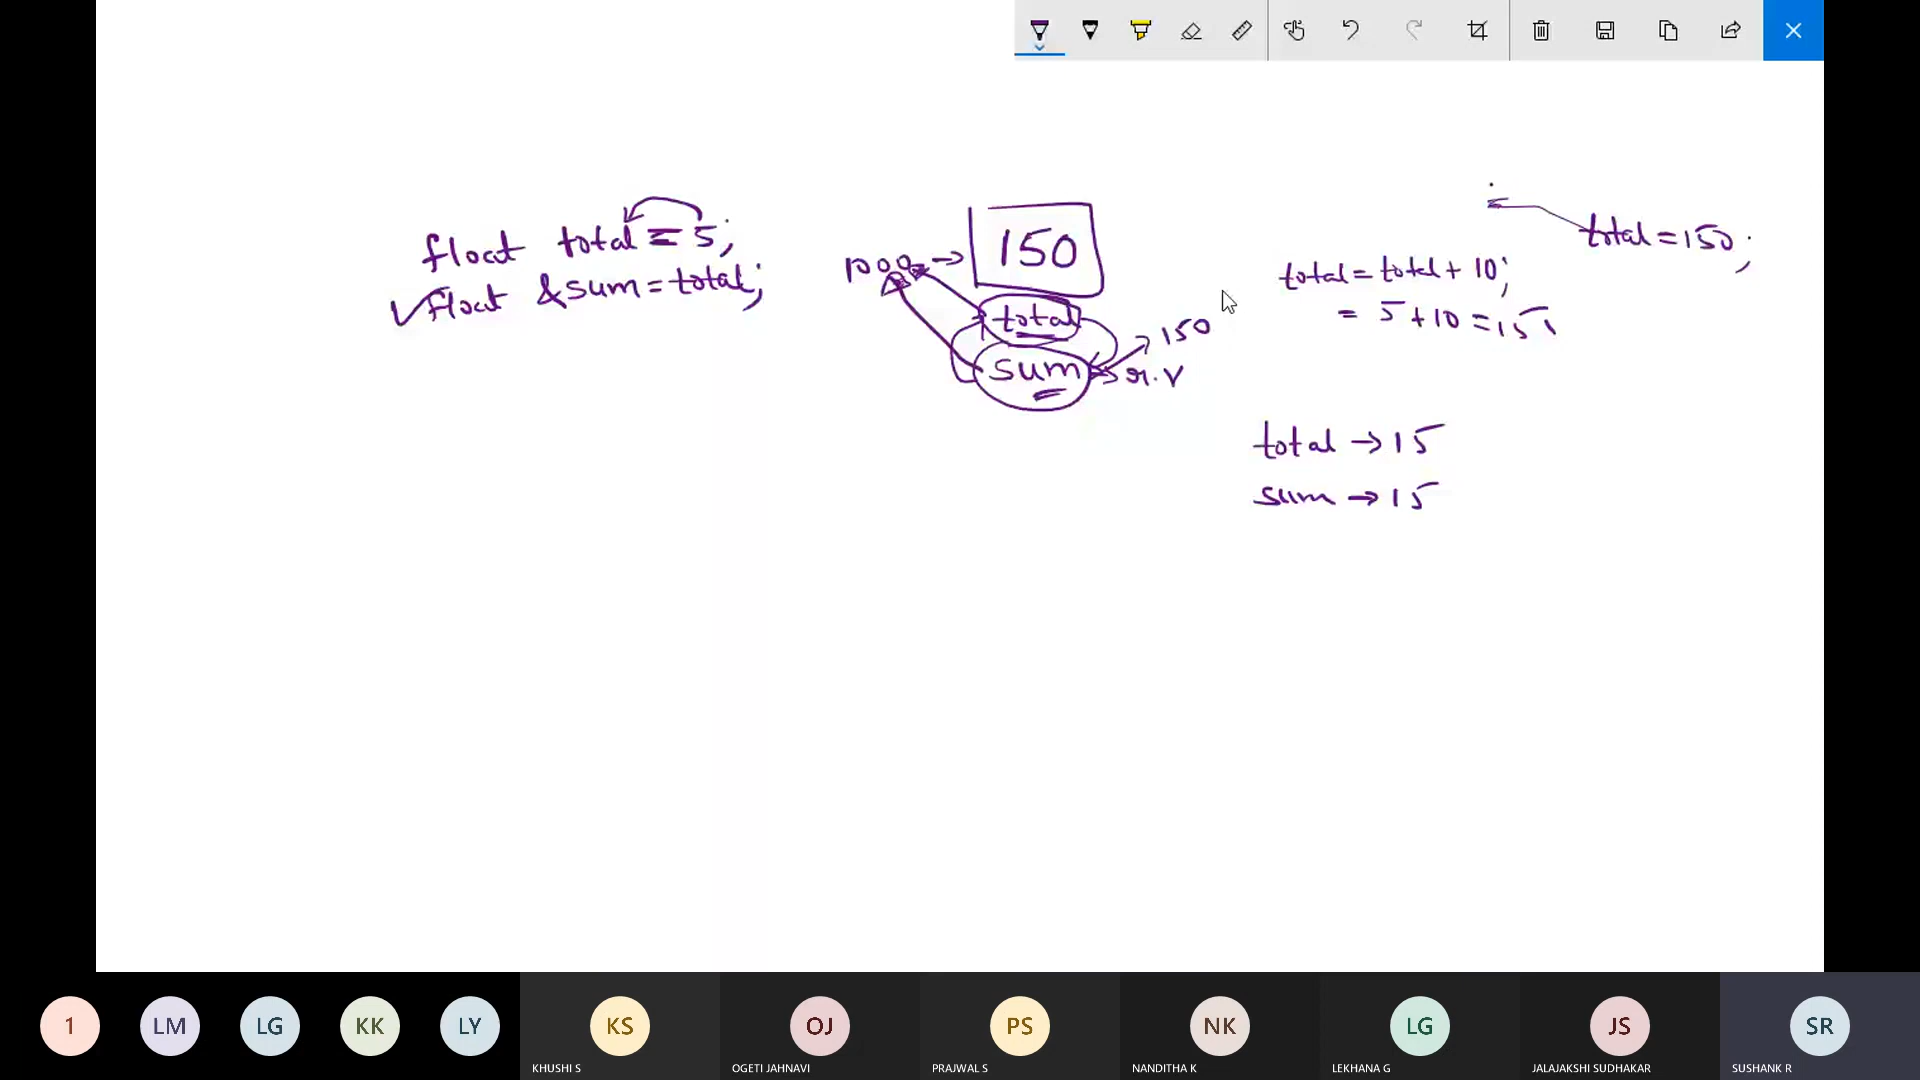 float total = 5;
float &sum = total;
1000 →
150
total
sum
→ 150
→ r.v
total = 150;
total = total + 10;
= 5 + 10 = 15
total → 15
sum → 15
1
LM
LG
KK
LY
KS
OJ
PS
NK
LG
JS
SR
KHUSHI S
OGETI JAHNAVI
PRAJWAL S
NANDITHA K
LEKHANA G
JALAJAKSHI SUDHAKAR
SUSHANK R